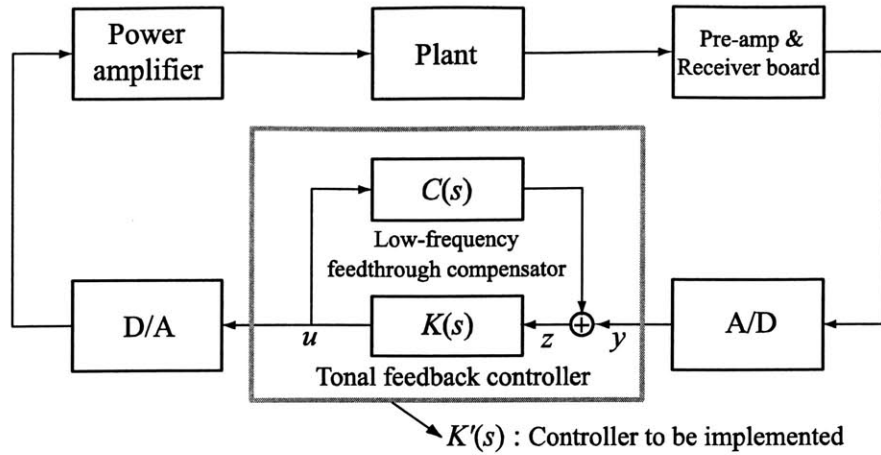 Power
amplifier
Plant
Pre-amp &
Receiver board
C(s)
Low-frequency
feedthrough compensator
D/A
u
K(s)
z
y
A/D
Tonal feedback controller
K'(s) : Controller to be implemented